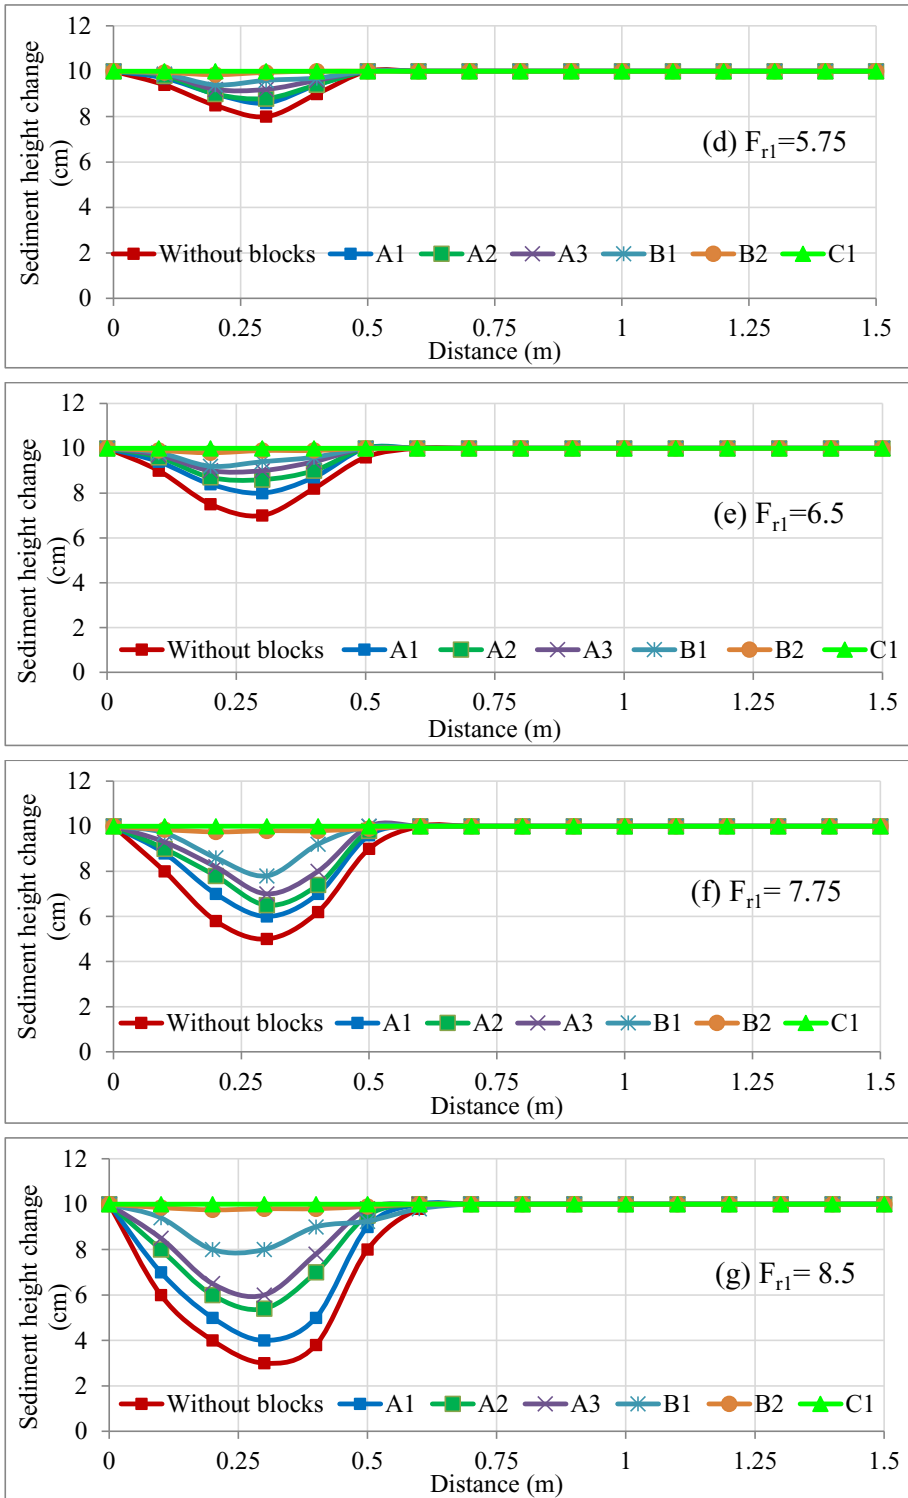 12
10
8
6
4
2
0
Sediment height change
(cm)
(d) Fr1=5.75
Without blocks A1 A2 A3 B1 B2 C1
0 0.25 0.5 0.75 1 1.25 1.5
Distance (m)
12
10
8
6
4
2
0
Sediment height change
(cm)
(e) Fr1=6.5
Without blocks A1 A2 A3 B1 B2 C1
0 0.25 0.5 0.75 1 1.25 1.5
Distance (m)
12
10
8
6
4
2
0
Sediment height change
(cm)
(f) Fr1= 7.75
Without blocks A1 A2 A3 B1 B2 C1
0 0.25 0.5 0.75 1 1.25 1.5
Distance (m)
12
10
8
6
4
2
0
Sediment height change
(cm)
(g) Fr1= 8.5
Without blocks A1 A2 A3 B1 B2 C1
0 0.25 0.5 0.75 1 1.25 1.5
Distance (m)